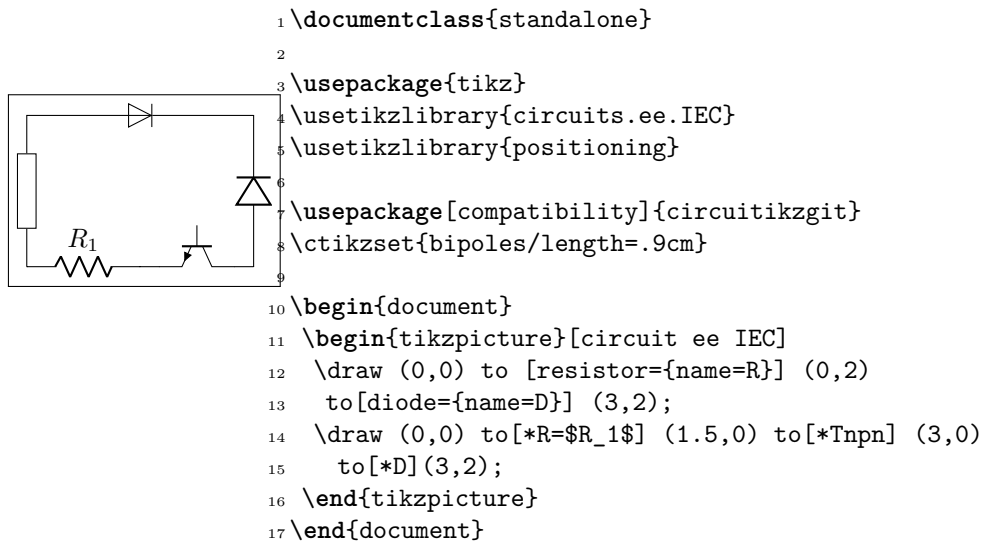 R1
1 \documentclass{standalone}
2
3 \usepackage{tikz}
4 \usetikzlibrary{circuits.ee.IEC}
5 \usetikzlibrary{positioning}
6
7 \usepackage[compatibility]{circuitikzgit}
8 \ctikzset{bipoles/length=.9cm}
9
10 \begin{document}
11  \begin{tikzpicture}[circuit ee IEC]
12   \draw (0,0) to [resistor={name=R}] (0,2)
13    to[diode={name=D}] (3,2);
14   \draw (0,0) to[*R=$R_1$] (1.5,0) to[*Tnpn] (3,0)
15     to[*D](3,2);
16  \end{tikzpicture}
17 \end{document}